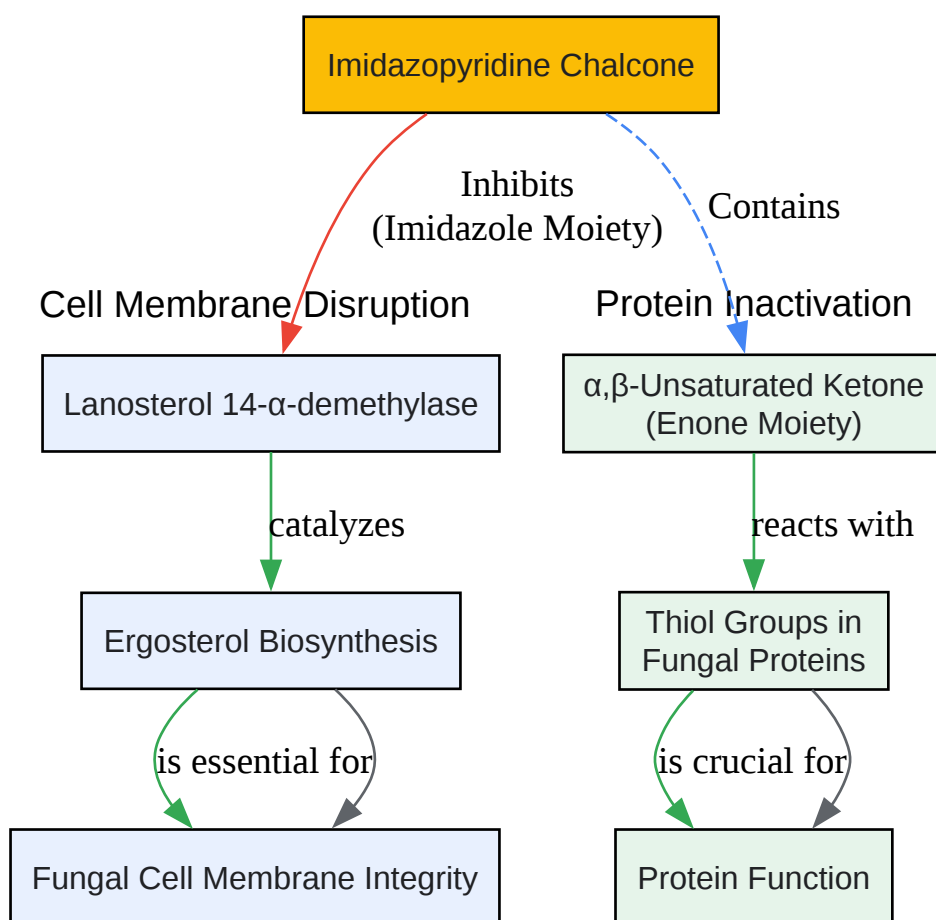 Imidazopyridine Chalcone
Inhibits
(Imidazole Moiety)
Contains
Cell Membrane Disruption
Protein Inactivation
Lanosterol 14-α-demethylase
α,β-Unsaturated Ketone
(Enone Moiety)
catalyzes
reacts with
Ergosterol Biosynthesis
Thiol Groups in
Fungal Proteins
is essential for
is crucial for
Fungal Cell Membrane Integrity
Protein Function